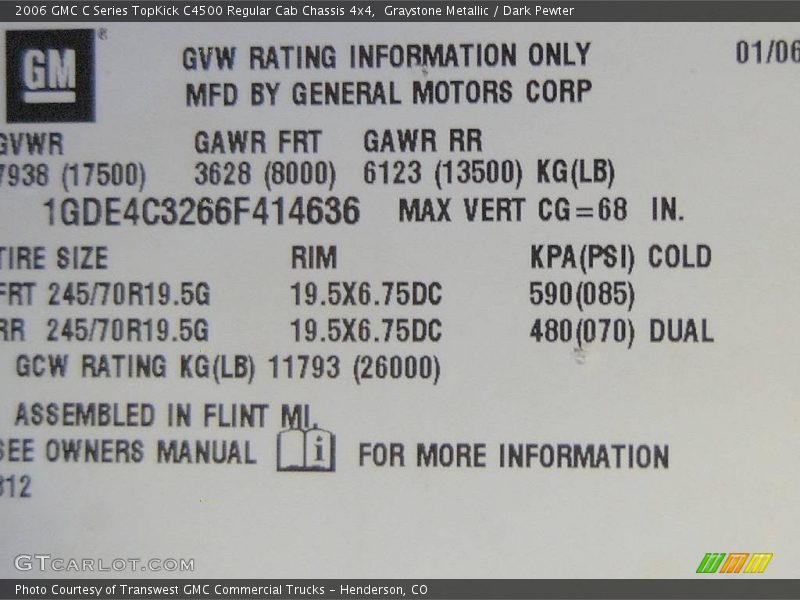 2006 GMC C Series TopKick C4500 Regular Cab Chassis 4x4,  Graystone Metallic / Dark Pewter
GM ®
GVW RATING INFORMATION ONLY 01/06
MFD BY GENERAL MOTORS CORP
GVWR GAWR FRT GAWR RR
7938 (17500) 3628 (8000) 6123 (13500) KG(LB)
1GDE4C3266F414636 MAX VERT CG=68 IN.
TIRE SIZE RIM KPA(PSI) COLD
FRT 245/70R19.5G 19.5X6.75DC 590(085)
RR 245/70R19.5G 19.5X6.75DC 480(070) DUAL
GCW RATING KG(LB) 11793 (26000)
ASSEMBLED IN FLINT MI.
SEE OWNERS MANUAL i FOR MORE INFORMATION
812
GTCARLOT.COM
Photo Courtesy of Transwest GMC Commercial Trucks – Henderson, CO